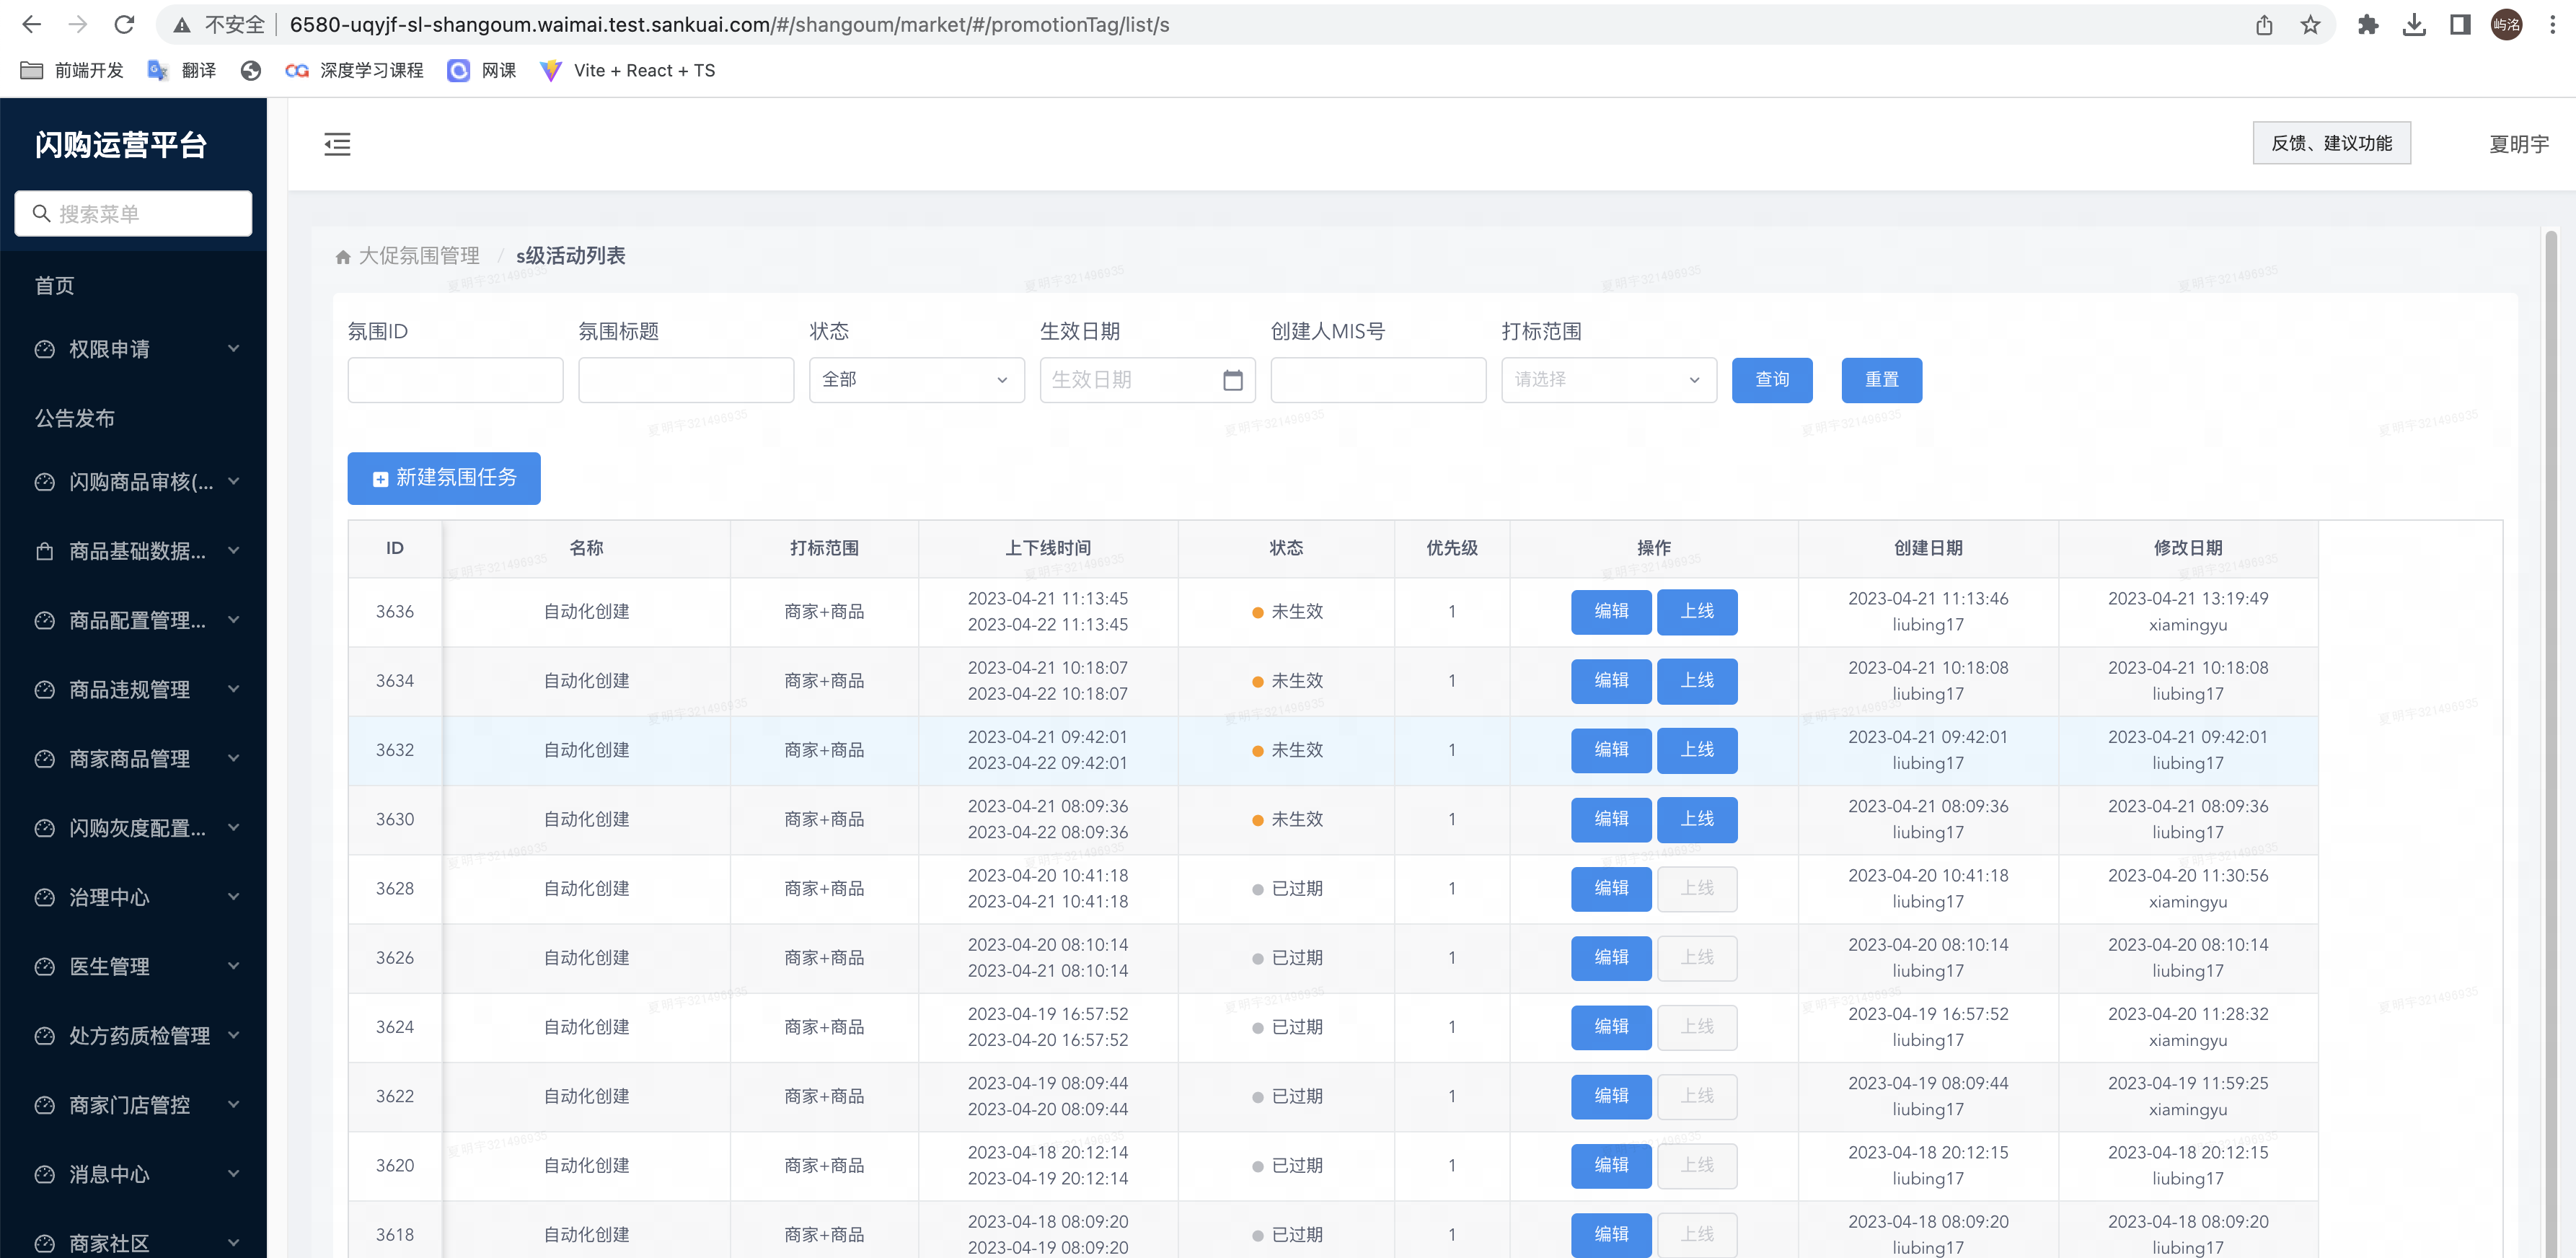 不安全 6580-uqyjf-sl-shangoum.waimai.test.sankuai.com/#/shangoum/market/#/promotionTag/list/s 屿洺
前端开发 翻译 深度学习课程 网课 Vite + React + TS
闪购运营平台
搜索菜单
首页
权限申请
公告发布
闪购商品审核(...
商品基础数据...
商品配置管理...
商品违规管理
商家商品管理
闪购灰度配置...
治理中心
医生管理
处方药质检管理
商家门店管控
消息中心
商家社区
反馈、建议功能 夏明宇
大促氛围管理 / s级活动列表
氛围ID 氛围标题 状态 生效日期 创建人MIS号 打标范围
全部 生效日期 请选择 查询 重置
新建氛围任务
ID 名称 打标范围 上下线时间 状态 优先级 操作 创建日期 修改日期
3636 自动化创建 商家+商品 2023-04-21 11:13:45 未生效 1 编辑 上线 2023-04-21 11:13:46 2023-04-21 13:19:49
2023-04-22 11:13:45 liubing17 xiamingyu
3634 自动化创建 商家+商品 2023-04-21 10:18:07 未生效 1 编辑 上线 2023-04-21 10:18:08 2023-04-21 10:18:08
2023-04-22 10:18:07 liubing17 liubing17
3632 自动化创建 商家+商品 2023-04-21 09:42:01 未生效 1 编辑 上线 2023-04-21 09:42:01 2023-04-21 09:42:01
2023-04-22 09:42:01 liubing17 liubing17
3630 自动化创建 商家+商品 2023-04-21 08:09:36 未生效 1 编辑 上线 2023-04-21 08:09:36 2023-04-21 08:09:36
2023-04-22 08:09:36 liubing17 liubing17
3628 自动化创建 商家+商品 2023-04-20 10:41:18 已过期 1 编辑 上线 2023-04-20 10:41:18 2023-04-20 11:30:56
2023-04-21 10:41:18 liubing17 xiamingyu
3626 自动化创建 商家+商品 2023-04-20 08:10:14 已过期 1 编辑 上线 2023-04-20 08:10:14 2023-04-20 08:10:14
2023-04-21 08:10:14 liubing17 liubing17
3624 自动化创建 商家+商品 2023-04-19 16:57:52 已过期 1 编辑 上线 2023-04-19 16:57:52 2023-04-20 11:28:32
2023-04-20 16:57:52 liubing17 xiamingyu
3622 自动化创建 商家+商品 2023-04-19 08:09:44 已过期 1 编辑 上线 2023-04-19 08:09:44 2023-04-19 11:59:25
2023-04-20 08:09:44 liubing17 xiamingyu
3620 自动化创建 商家+商品 2023-04-18 20:12:14 已过期 1 编辑 上线 2023-04-18 20:12:15 2023-04-18 20:12:15
2023-04-19 20:12:14 liubing17 liubing17
3618 自动化创建 商家+商品 2023-04-18 08:09:20 已过期 1 编辑 上线 2023-04-18 08:09:20 2023-04-18 08:09:20
2023-04-19 08:09:20 liubing17 liubing17
夏明宇321496935